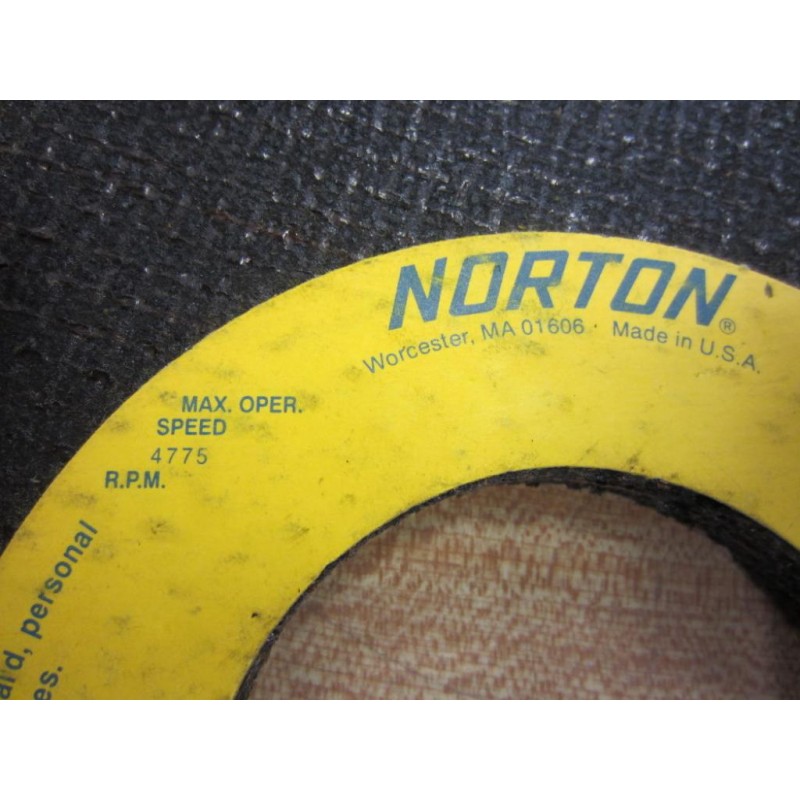 NORTON®
Worcester, MA 01606 · Made in U.S.A.
MAX. OPER.
SPEED
4775
R.P.M.
personal